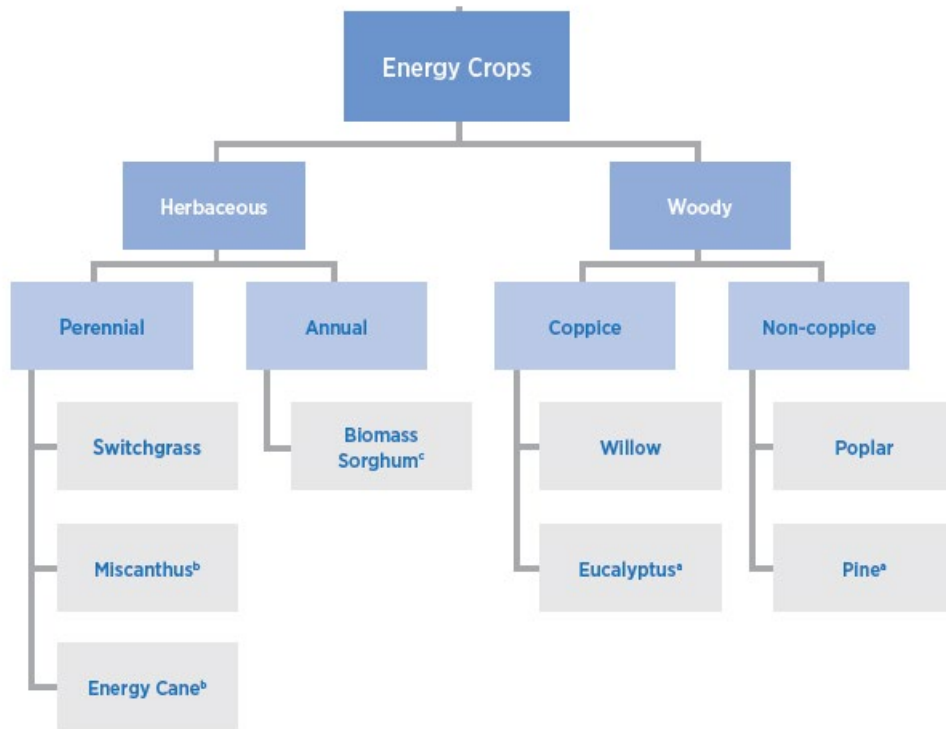 Energy Crops
Herbaceous
Woody
Perennial
Annual
Coppice
Non-coppice
Switchgrass
Biomass
Sorghumᶜ
Willow
Poplar
Miscanthusᵇ
Eucalyptusᵃ
Pineᵃ
Energy Caneᵇ